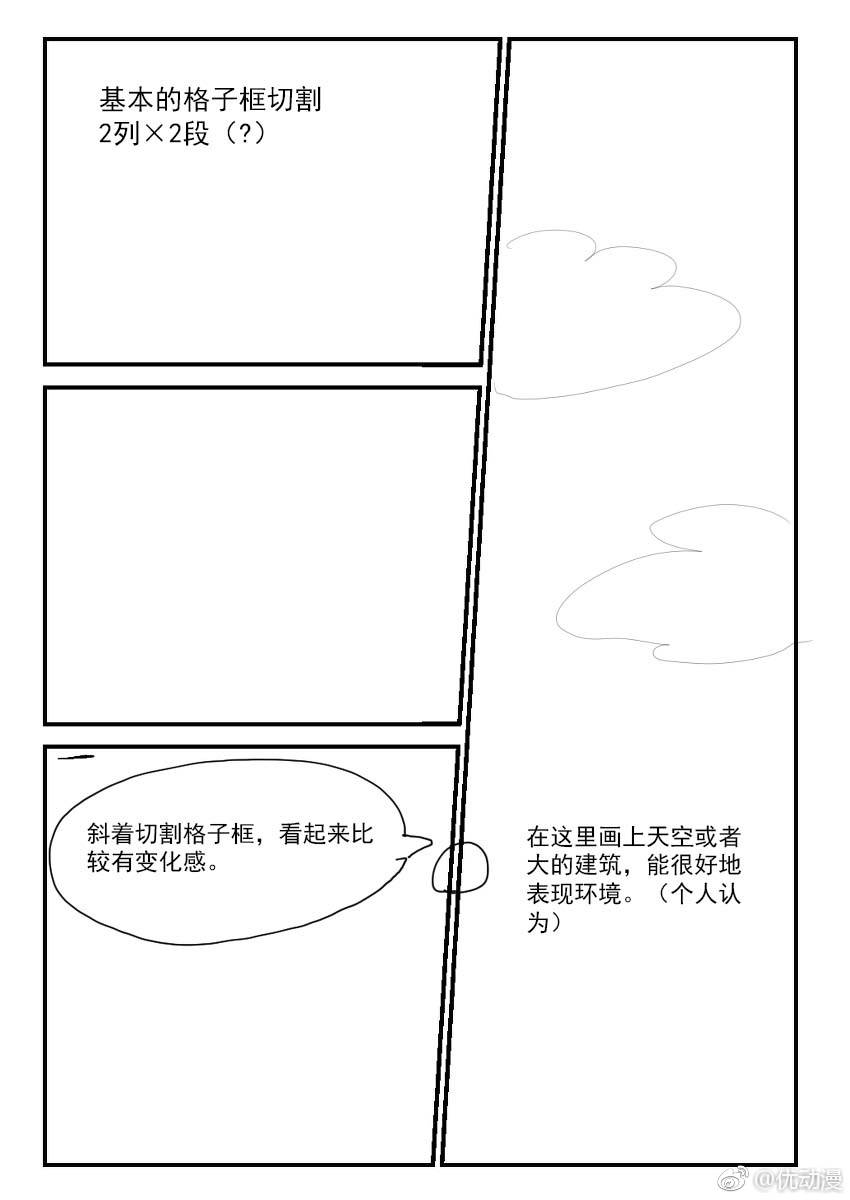 基本的格子框切割
2列×2段（?）
斜着切割格子框，看起来比
较有变化感。
在这里画上天空或者
大的建筑，能很好地
表现环境。（个人认
为）
@优动漫